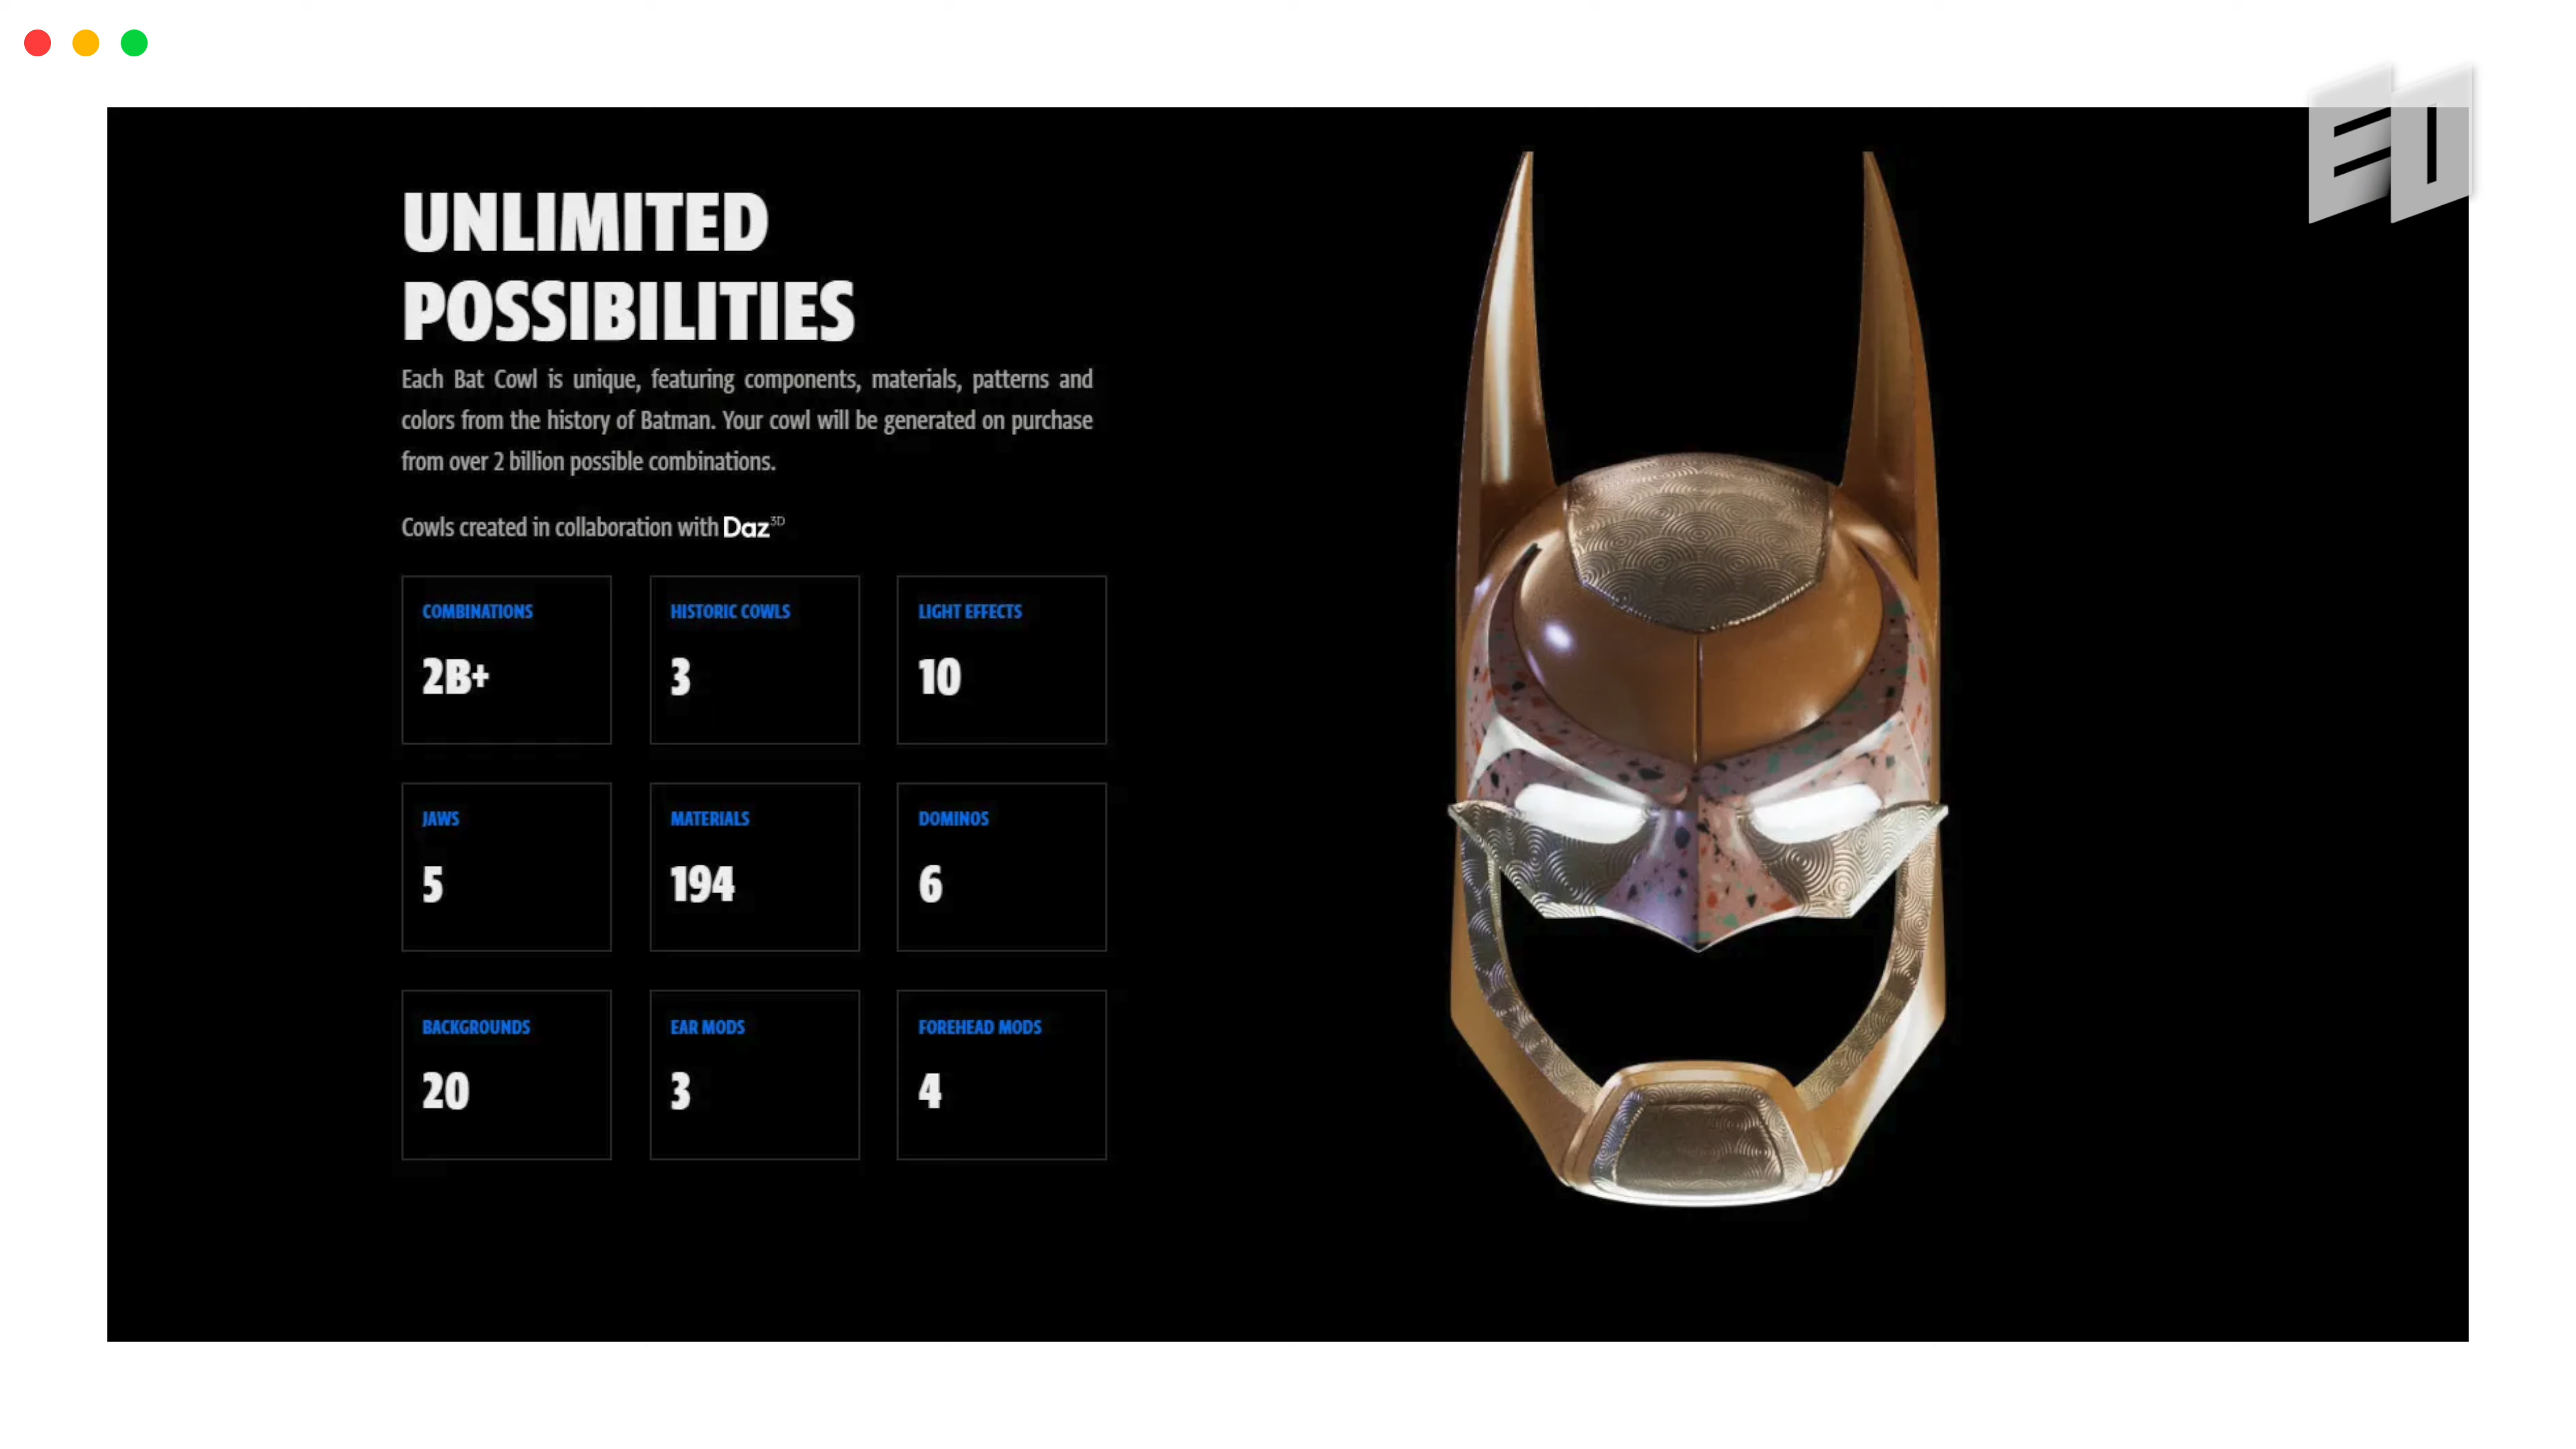 EO
UNLIMITED
POSSIBILITIES
Each Bat Cowl is unique, featuring components, materials, patterns and
colors from the history of Batman. Your cowl will be generated on purchase
from over 2 billion possible combinations.
Cowls created in collaboration with Daz3D
COMBINATIONS
2B+
HISTORIC COWLS
3
LIGHT EFFECTS
10
JAWS
5
MATERIALS
194
DOMINOS
6
BACKGROUNDS
20
EAR MODS
3
FOREHEAD MODS
4